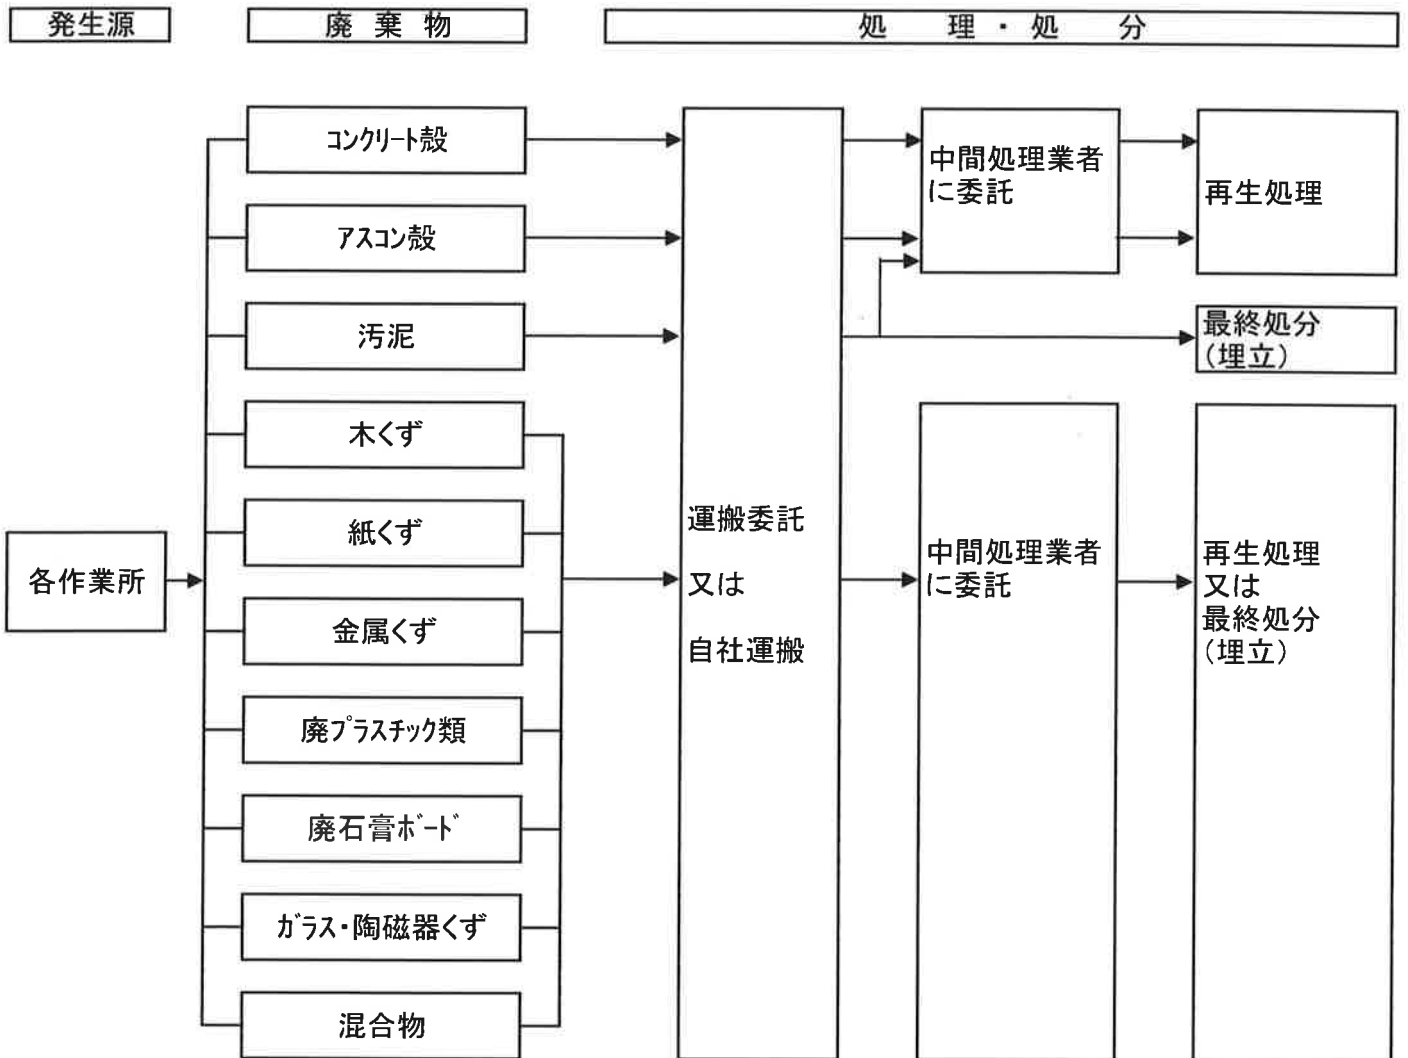 発生源
廃棄物
処理・処分
コンクリート殻
アスコン殻
汚泥
木くず
紙くず
金属くず
廃プラスチック類
廃石膏ボード
ガラス・陶磁器くず
混合物
各作業所
運搬委託
又は
自社運搬
中間処理業者
に委託
再生処理
最終処分
(埋立)
中間処理業者
に委託
再生処理
又は
最終処分
(埋立)